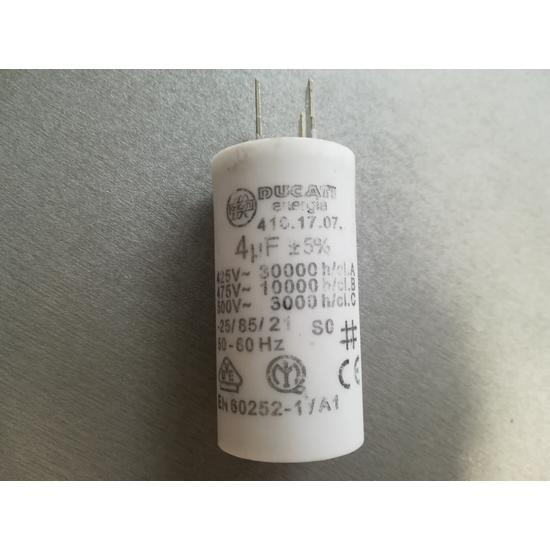 DUCATI
energia
416.17.07.
4µF ±5%
425V~ 30000 h/cl.A
475V~ 10000 h/cl.B
500V~ 3000 h/cl.C
-25/85/21 S0
50-60 Hz
CE
EN 60252-1/A1